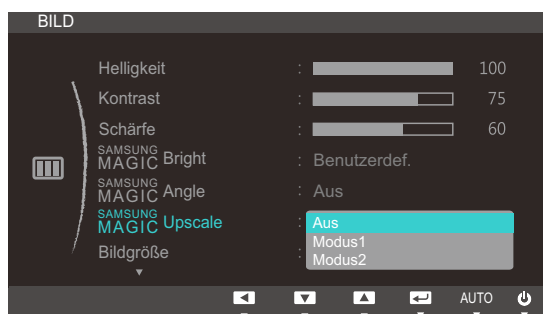 BILD
Helligkeit : 100
Kontrast : 75
Schärfe : 60
SAMSUNG MAGIC Bright : Benutzerdef.
SAMSUNG MAGIC Angle : Aus
SAMSUNG MAGIC Upscale : Aus
Modus1
Modus2
Bildgröße :
AUTO